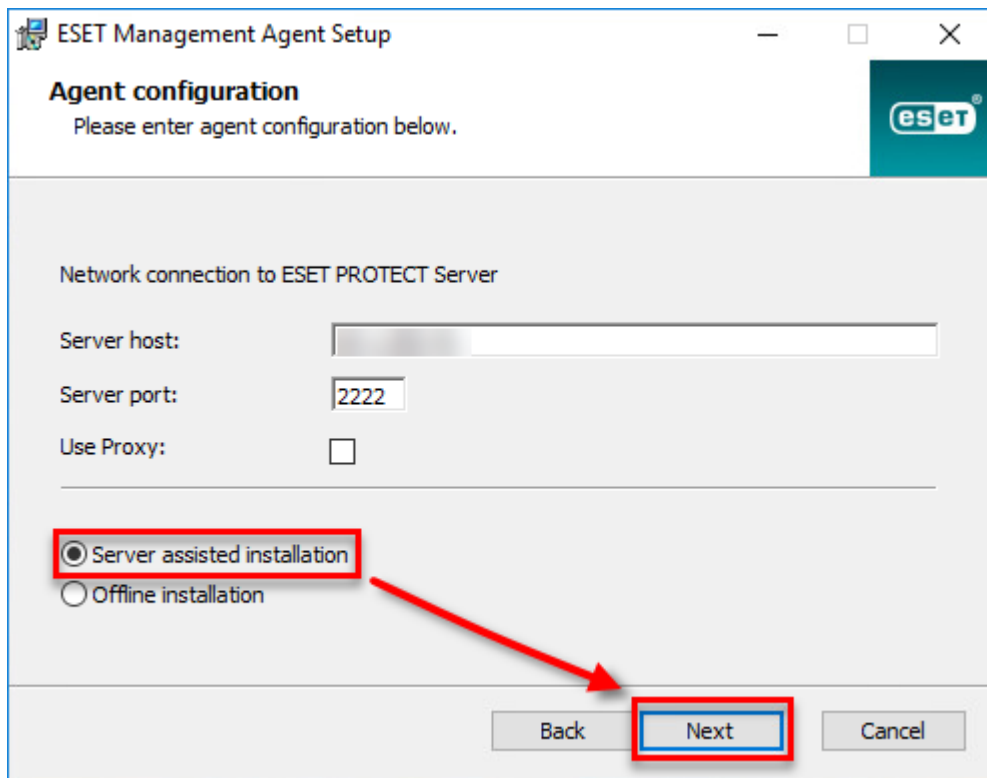 ESET Management Agent Setup
Agent configuration
Please enter agent configuration below.
eseT®
Network connection to ESET PROTECT Server
Server host:
Server port: 2222
Use Proxy:
Server assisted installation
Offline installation
Back Next Cancel